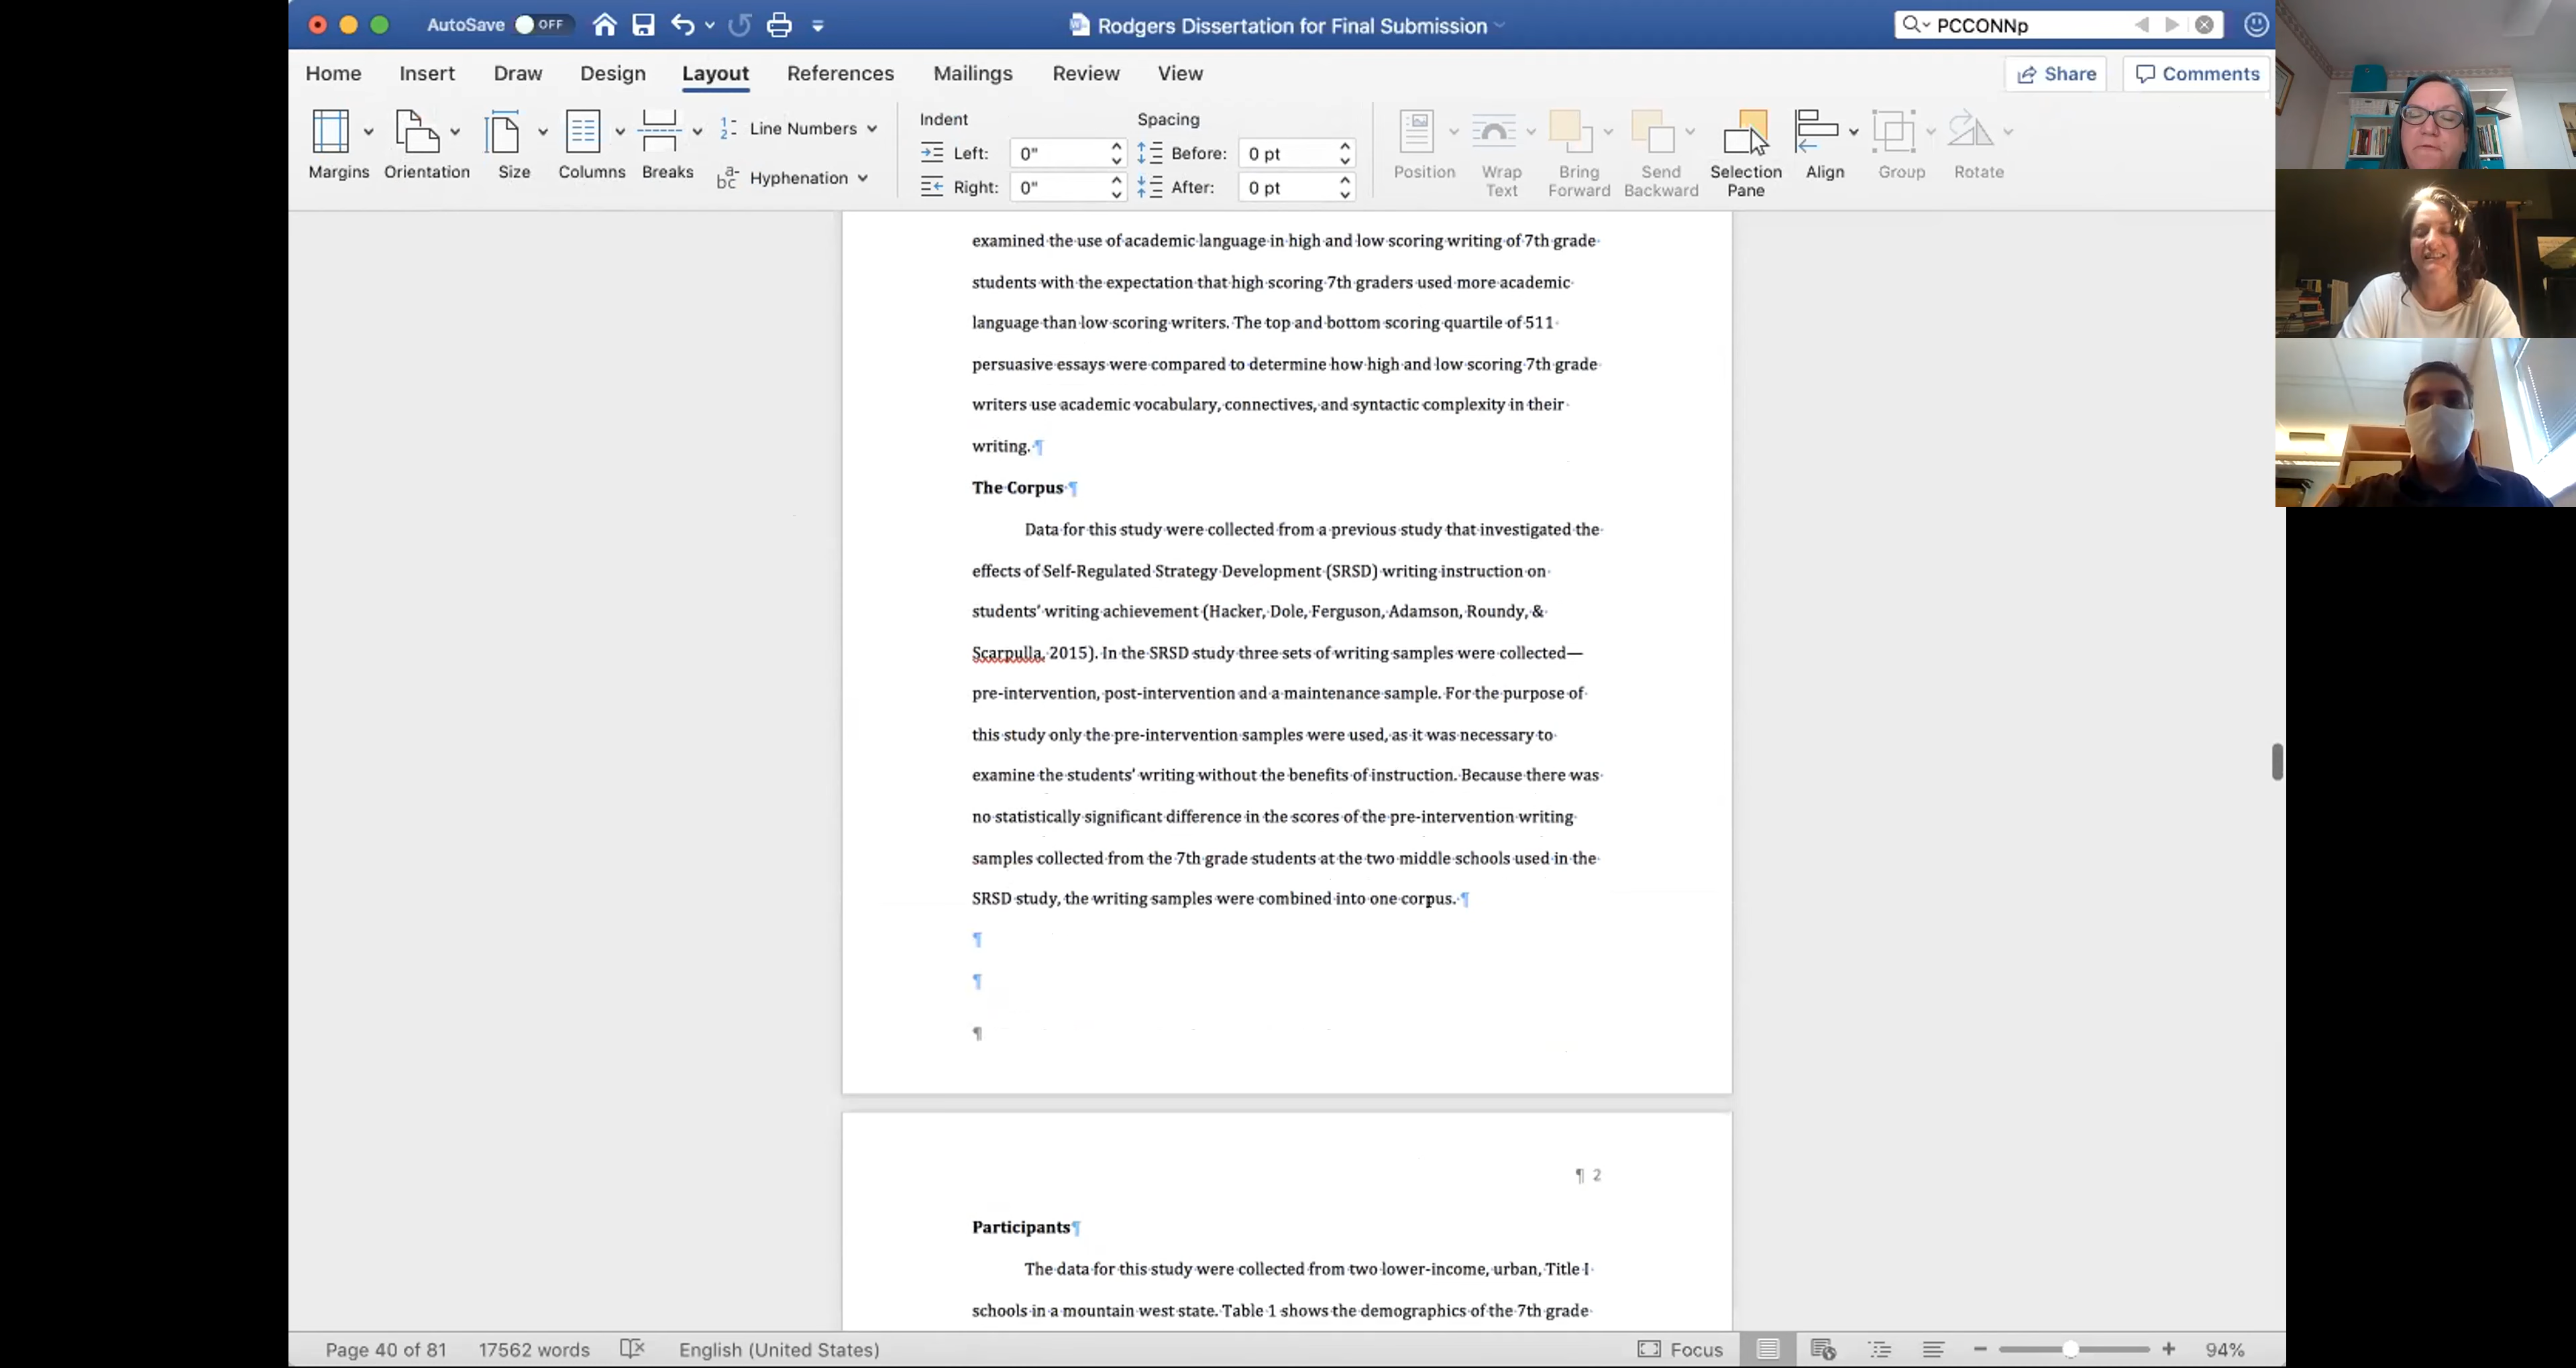 AutoSave OFF
Rodgers Dissertation for Final Submission
PCCONNp
Home Insert Draw Design Layout References Mailings Review View
Share Comments
Margins Orientation Size Columns Breaks
Line Numbers
Hyphenation
Indent
Left: 0"
Right: 0"
Spacing
Before: 0 pt
After: 0 pt
Position
Wrap Text
Bring Forward
Send Backward
Selection Pane
Align
Group
Rotate
examined the use of academic language in high and low scoring writing of 7th grade
students with the expectation that high scoring 7th graders used more academic
language than low scoring writers. The top and bottom scoring quartile of 511
persuasive essays were compared to determine how high and low scoring 7th grade
writers use academic vocabulary, connectives, and syntactic complexity in their
writing. ¶
The Corpus ¶
Data for this study were collected from a previous study that investigated the
effects of Self-Regulated Strategy Development (SRSD) writing instruction on
students' writing achievement (Hacker, Dole, Ferguson, Adamson, Roundy, &
Scarpulla, 2015). In the SRSD study three sets of writing samples were collected—
pre-intervention, post-intervention and a maintenance sample. For the purpose of
this study only the pre-intervention samples were used, as it was necessary to
examine the students' writing without the benefits of instruction. Because there was
no statistically significant difference in the scores of the pre-intervention writing
samples collected from the 7th grade students at the two middle schools used in the
SRSD study, the writing samples were combined into one corpus. ¶
¶
¶
¶
¶ 2
Participants¶
The data for this study were collected from two lower-income, urban, Title I
schools in a mountain west state. Table 1 shows the demographics of the 7th grade
Page 40 of 81 17562 words English (United States) Focus 94%